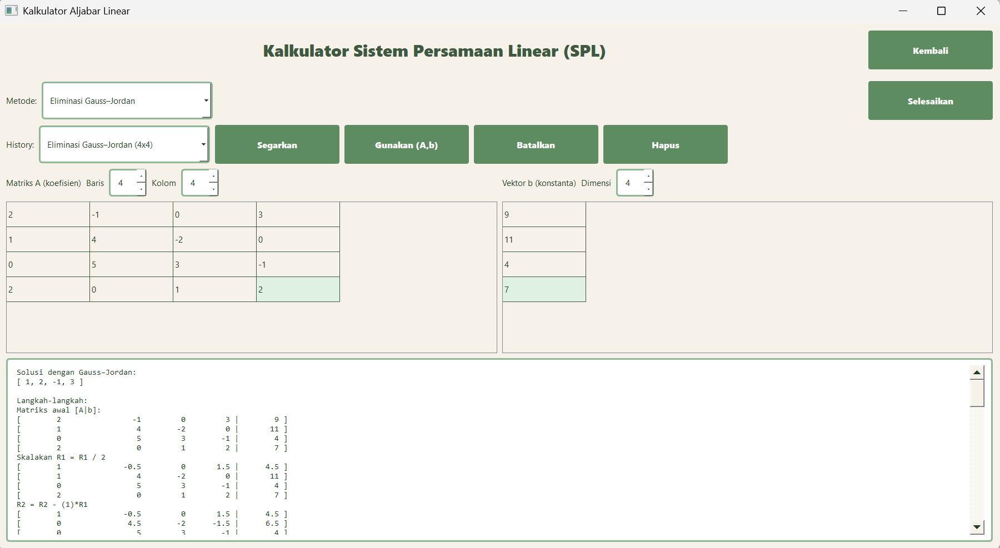 Kalkulator Aljabar Linear
Kalkulator Sistem Persamaan Linear (SPL)
Kembali
Metode: Eliminasi Gauss–Jordan
Selesaikan
History: Eliminasi Gauss–Jordan (4x4) Segarkan Gunakan (A,b) Batalkan Hapus
Matriks A (koefisien) Baris 4 Kolom 4 Vektor b (konstanta) Dimensi 4
2 -1 0 3 9
1 4 -2 0 11
0 5 3 -1 4
2 0 1 2 7
Solusi dengan Gauss–Jordan:
[ 1, 2, -1, 3 ]
Langkah-langkah:
Matriks awal [A|b]:
[ 2 -1 0 3 | 9 ]
[ 1 4 -2 0 | 11 ]
[ 0 5 3 -1 | 4 ]
[ 2 0 1 2 | 7 ]
Skalakan R1 = R1 / 2
[ 1 -0.5 0 1.5 | 4.5 ]
[ 1 4 -2 0 | 11 ]
[ 0 5 3 -1 | 4 ]
[ 2 0 1 2 | 7 ]
R2 = R2 - (1)*R1
[ 1 -0.5 0 1.5 | 4.5 ]
[ 0 4.5 -2 -1.5 | 6.5 ]
[ 0 5 3 -1 | 4 ]